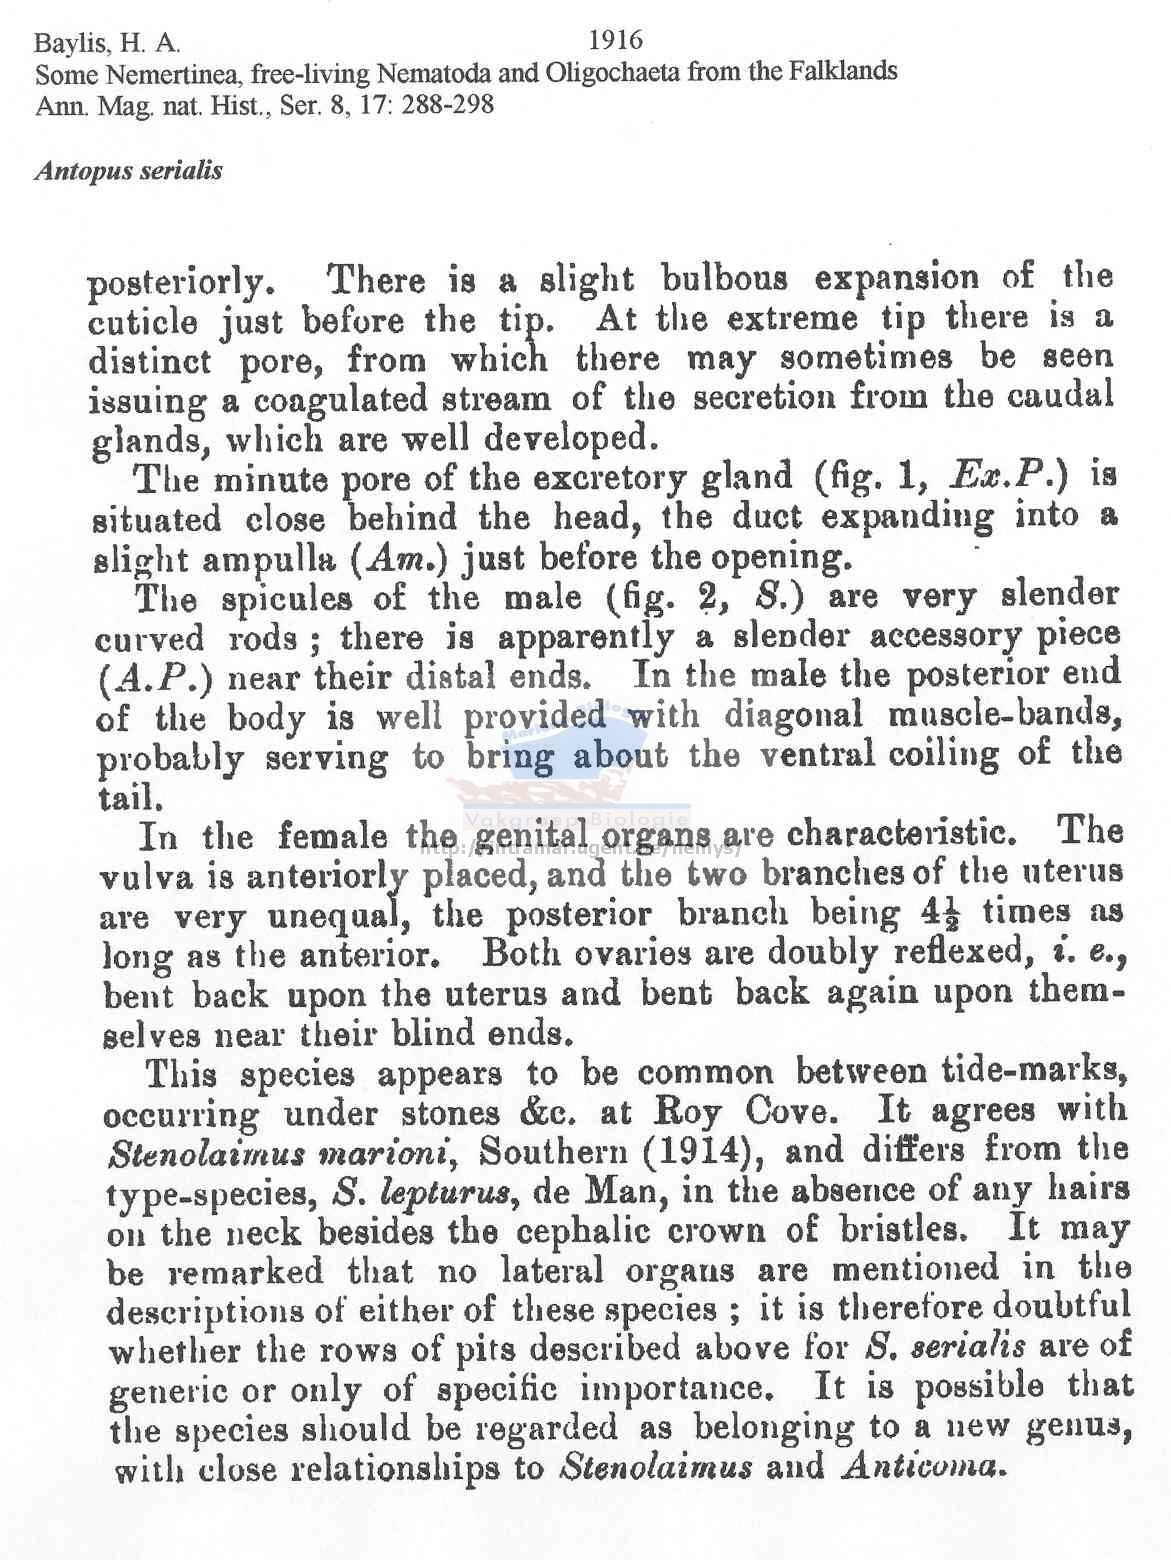 Baylis, H. A. 1916
Some Nemertinea, free-living Nematoda and Oligochaeta from the Falklands
Ann. Mag. nat. Hist., Ser. 8, 17: 288-298
Antopus serialis
posteriorly. There is a slight bulbous expansion of the
cuticle just before the tip. At the extreme tip there is a
distinct pore, from which there may sometimes be seen
issuing a coagulated stream of the secretion from the caudal
glands, which are well developed.
The minute pore of the excretory gland (fig. 1, Ex.P.) is
situated close behind the head, the duct expanding into a
slight ampulla (Am.) just before the opening.
The spicules of the male (fig. 2, S.) are very slender
curved rods ; there is apparently a slender accessory piece
(A.P.) near their distal ends. In the male the posterior end
of the body is well provided with diagonal muscle-bands,
probably serving to bring about the ventral coiling of the
tail.
Vakgroep Biologie
In the female the genital organs are characteristic. The
vulva is anteriorly placed, and the two branches of the uterus
are very unequal, the posterior branch being 4½ times as
long as the anterior. Both ovaries are doubly reflexed, i. e.,
bent back upon the uterus and bent back again upon them-
selves near their blind ends.
This species appears to be common between tide-marks,
occurring under stones &c. at Roy Cove. It agrees with
Stenolaimus marioni, Southern (1914), and differs from the
type-species, S. lepturus, de Man, in the absence of any hairs
on the neck besides the cephalic crown of bristles. It may
be remarked that no lateral organs are mentioned in the
descriptions of either of these species ; it is therefore doubtful
whether the rows of pits described above for S. serialis are of
generic or only of specific importance. It is possible that
the species should be regarded as belonging to a new genus,
with close relationships to Stenolaimus and Anticoma.